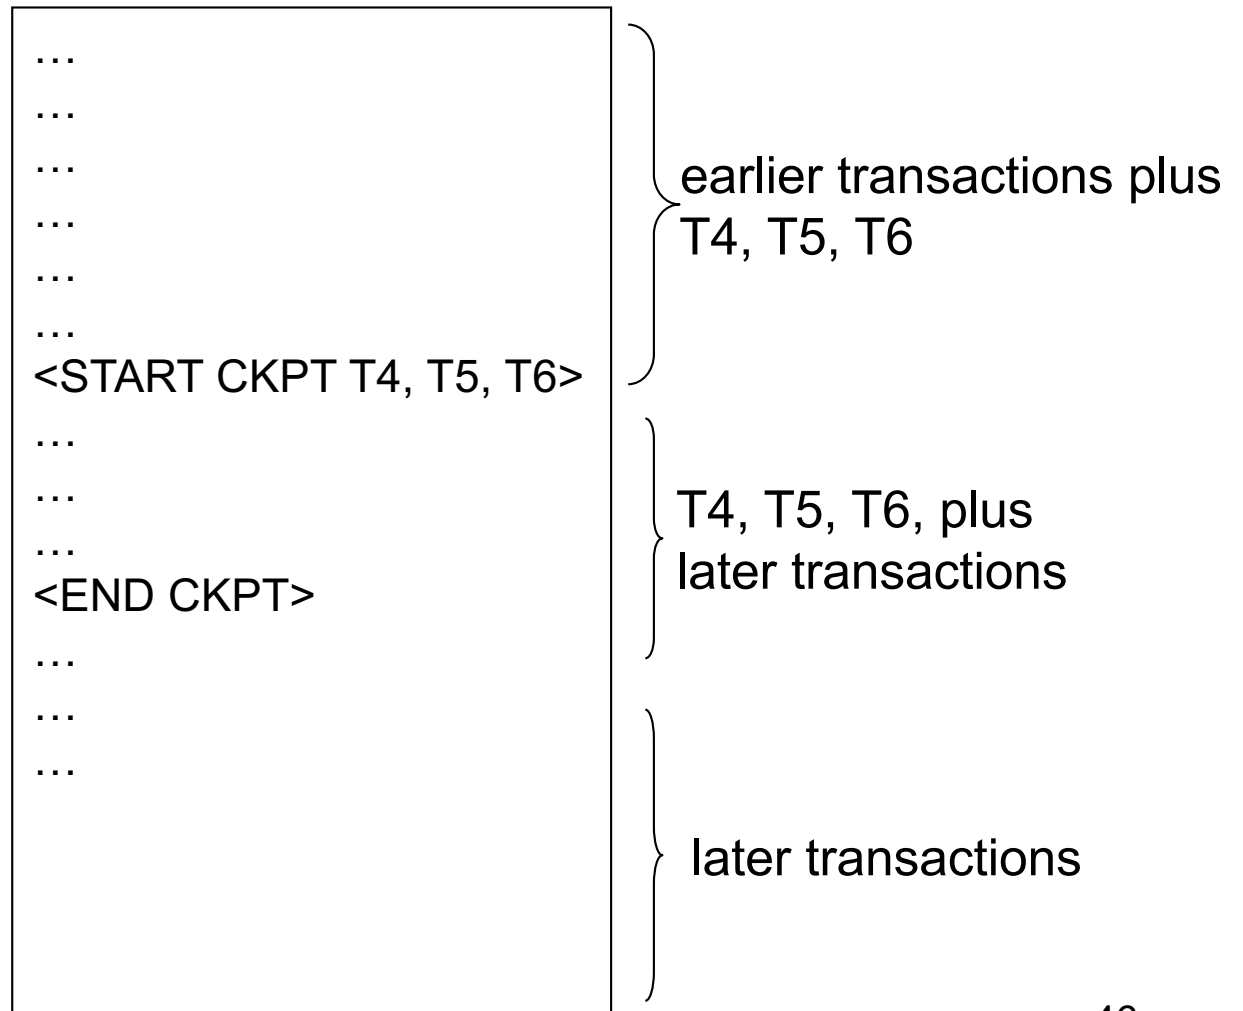 …
…
…
…
…
…
<START CKPT T4, T5, T6>
…
…
…
<END CKPT>
…
…
…
earlier transactions plus
T4, T5, T6
T4, T5, T6, plus
later transactions
later transactions